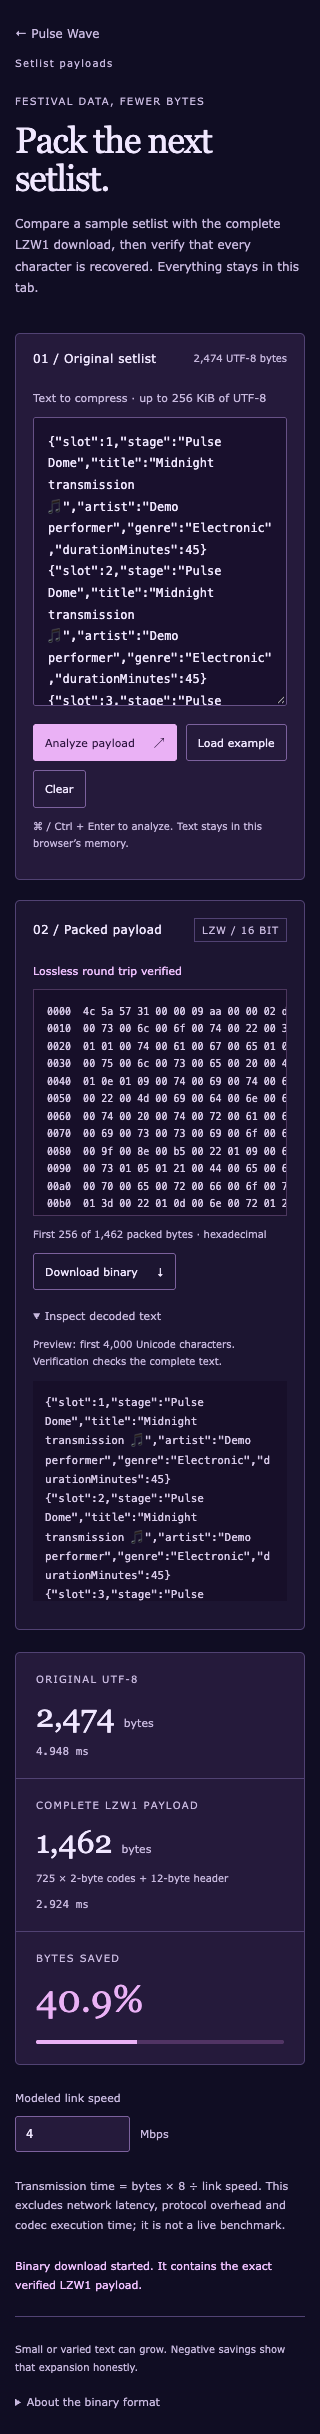 ← Pulse Wave
Setlist payloads
FESTIVAL DATA, FEWER BYTES
Pack the next
setlist.
Compare a sample setlist with the complete
LZW1 download, then verify that every
character is recovered. Everything stays in this
tab.
01 / Original setlist 2,474 UTF-8 bytes
Text to compress · up to 256 KiB of UTF-8
{"slot":1,"stage":"Pulse
Dome","title":"Midnight
transmission
🎵","artist":"Demo
performer","genre":"Electronic"
,"durationMinutes":45}
{"slot":2,"stage":"Pulse
Dome","title":"Midnight
transmission
🎵","artist":"Demo
performer","genre":"Electronic"
,"durationMinutes":45}
{"slot":3,"stage":"Pulse
Analyze payload ↗ Load example
Clear
⌘ / Ctrl + Enter to analyze. Text stays in this
browser’s memory.
02 / Packed payload LZW / 16 BIT
Lossless round trip verified
0000 4c 5a 57 31 00 00 09 aa 00 00 02
0010 00 73 00 6c 00 6f 00 74 00 22 00
0020 01 01 00 74 00 61 00 67 00 65 01
0030 00 75 00 6c 00 73 00 65 00 20 00
0040 01 0e 01 09 00 74 00 69 00 74 00
0050 00 22 00 4d 00 69 00 64 00 6e 00
0060 00 74 00 20 00 74 00 72 00 61 00
0070 00 69 00 73 00 73 00 69 00 6f 00
0080 00 9f 00 8e 00 b5 00 22 01 09 00
0090 00 73 01 05 01 21 00 44 00 65 00
00a0 00 70 00 65 00 72 00 66 00 6f 00
00b0 01 3d 00 22 01 0d 00 6e 00 72 01
First 256 of 1,462 packed bytes · hexadecimal
Download binary ↓
▼ Inspect decoded text
Preview: first 4,000 Unicode characters.
Verification checks the complete text.
{"slot":1,"stage":"Pulse
Dome","title":"Midnight
transmission 🎵","artist":"Demo
performer","genre":"Electronic","d
urationMinutes":45}
{"slot":2,"stage":"Pulse
Dome","title":"Midnight
transmission 🎵","artist":"Demo
performer","genre":"Electronic","d
urationMinutes":45}
{"slot":3,"stage":"Pulse
ORIGINAL UTF-8
2,474 bytes
4.948 ms
COMPLETE LZW1 PAYLOAD
1,462 bytes
725 × 2-byte codes + 12-byte header
2.924 ms
BYTES SAVED
40.9%
Modeled link speed
4 Mbps
Transmission time = bytes × 8 ÷ link speed. This
excludes network latency, protocol overhead and
codec execution time; it is not a live benchmark.
Binary download started. It contains the exact
verified LZW1 payload.
Small or varied text can grow. Negative savings show
that expansion honestly.
▶ About the binary format